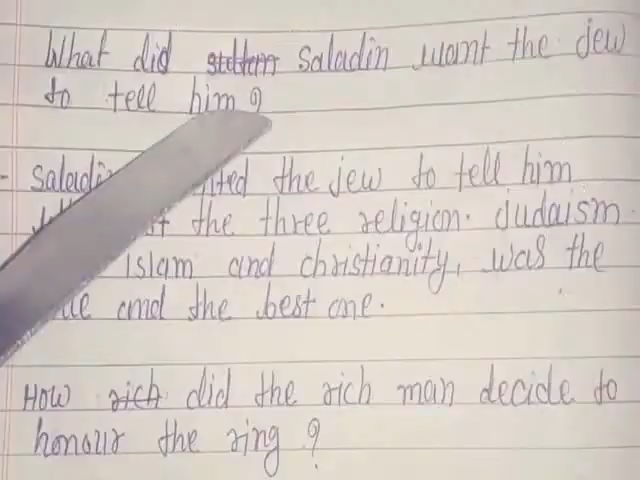 What did Saladin want the jew
to tell him?
- Saladin the jew to tell him
the three religion. Judaism.
Islam and christianity, was the
and the best one.
How did the rich man decide to
honour the ring?